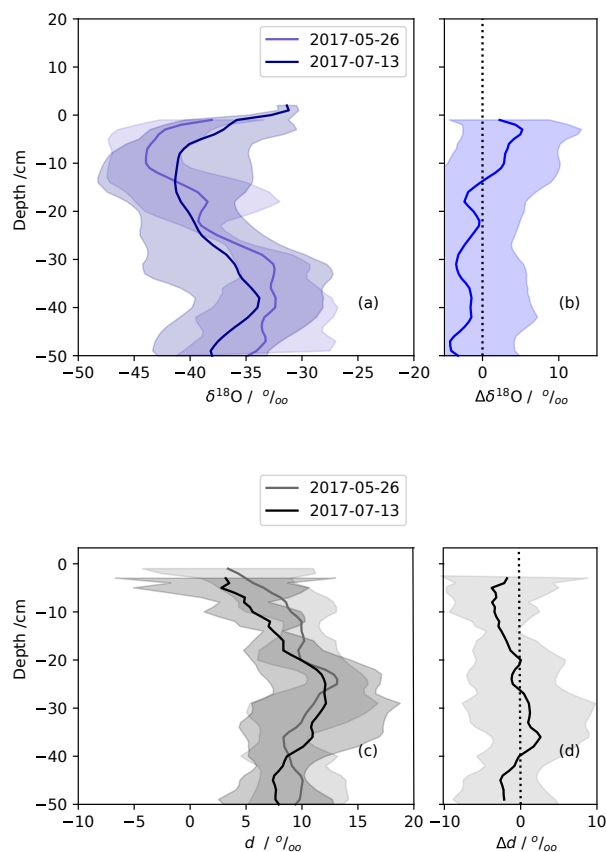 20
10
0
−10
−20
−30
−40
−50
Depth /cm
2017-05-26
2017-07-13
(a)
(b)
−50 −45 −40 −35 −30 −25 −20
0 10
δ¹⁸O / ᵒ/ₒₒ
Δδ¹⁸O / ᵒ/ₒₒ
2017-05-26
2017-07-13
0
−10
−20
−30
−40
−50
Depth /cm
(c)
(d)
−5 0 5 10 15 20
−10 0 10
d / ᵒ/ₒₒ
Δd / ᵒ/ₒₒ